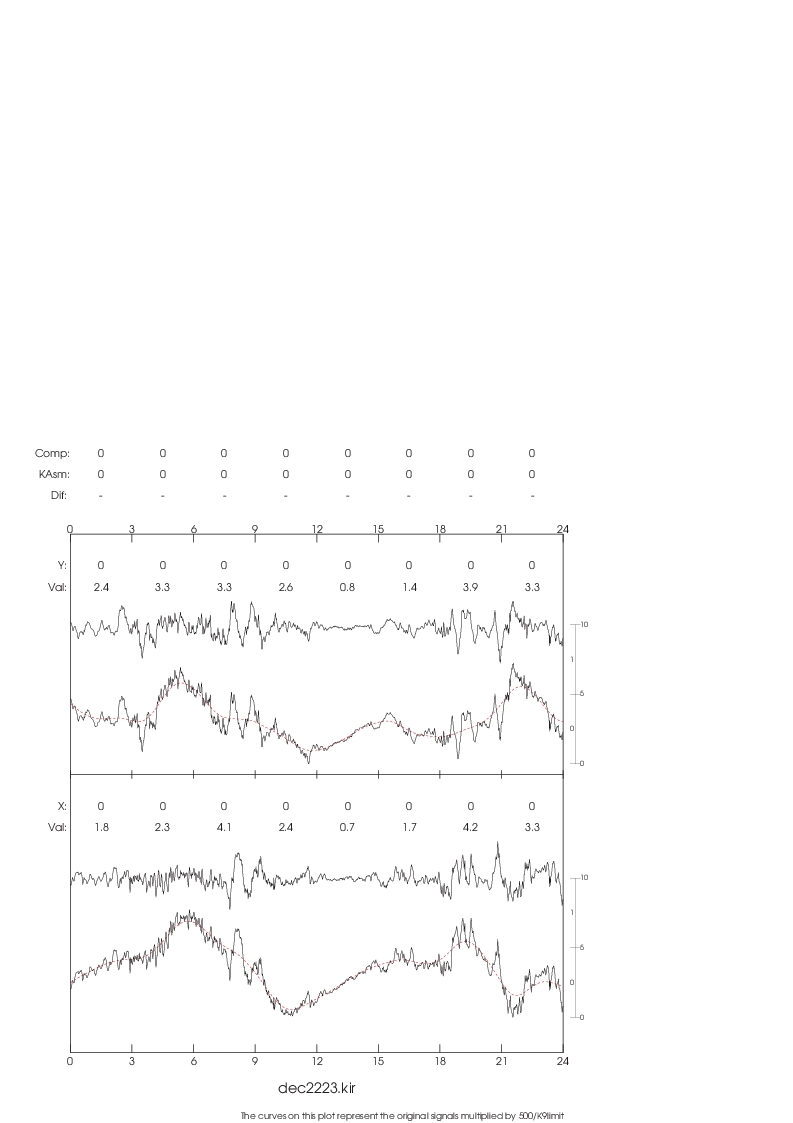 Comp: 0 0 0 0 0 0 0 0
KAsm: 0 0 0 0 0 0 0 0
Dif: - - - - - - - -
0 3 6 9 12 15 18 21 24
Y: 0 0 0 0 0 0 0 0
Val: 2.4 3.3 3.3 2.6 0.8 1.4 3.9 3.3
10
1
5
0
0
X: 0 0 0 0 0 0 0 0
Val: 1.8 2.3 4.1 2.4 0.7 1.7 4.2 3.3
10
1
5
0
0
0 3 6 9 12 15 18 21 24
dec2223.kir
The curves on this plot represent the original signals multiplied by 500/K9limit